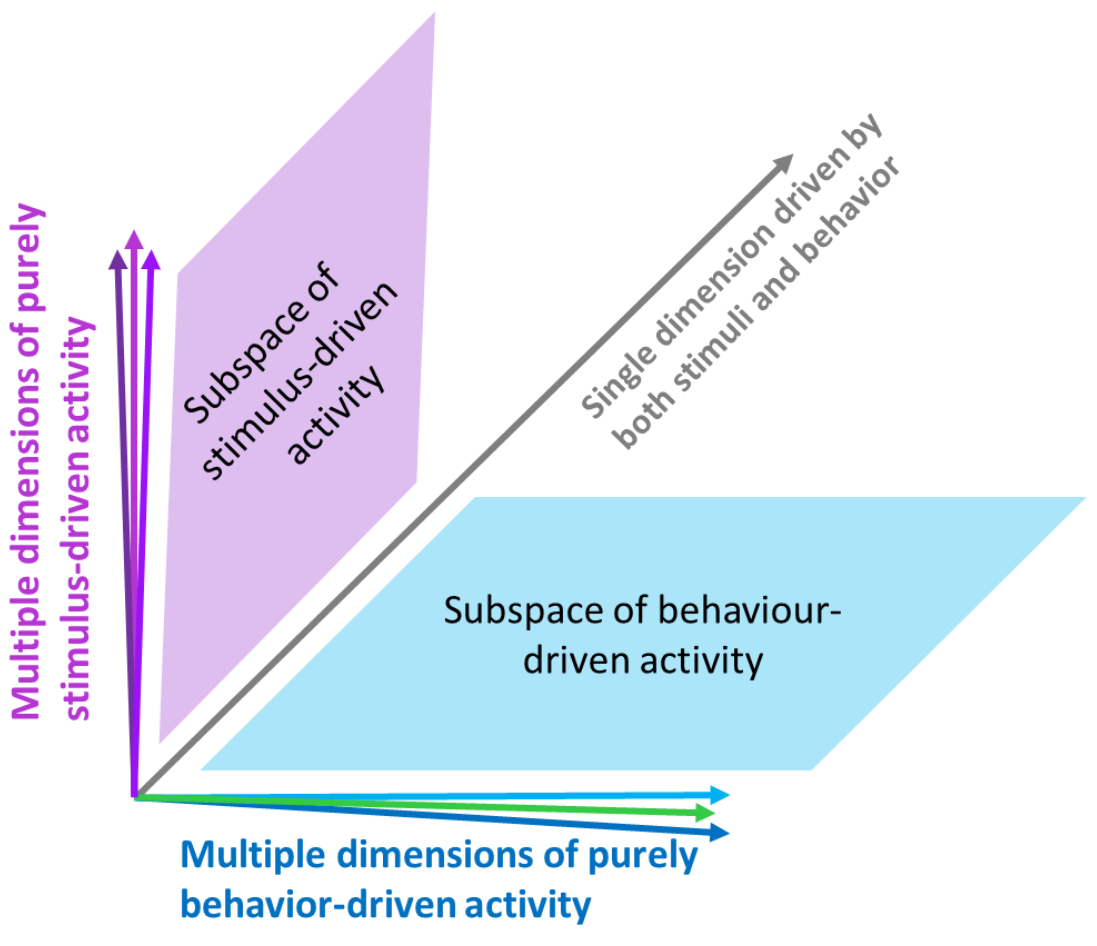 Multiple dimensions of purely
stimulus-driven activity
Subspace of
stimulus-driven
activity
Single dimension driven by
both stimuli and behavior
Subspace of behaviour-
driven activity
Multiple dimensions of purely
behavior-driven activity